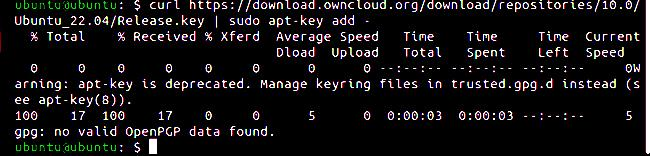 ubuntu@ubuntu: $ curl https://download.owncloud.org/download/repositories/10.0/
Ubuntu_22.04/Release.key | sudo apt-key add -
% Total % Received % Xferd Average Speed Time Time Time Current
Dload Upload Total Spent Left Speed
0 0 0 0 0 0 0 0 --:--:-- --:--:-- --:--:-- 0W
arning: apt-key is deprecated. Manage keyring files in trusted.gpg.d instead (s
ee apt-key(8)).
100 17 100 17 0 0 5 0 0:00:03 0:00:03 --:--:-- 5
gpg: no valid OpenPGP data found.
ubuntu@ubuntu: $